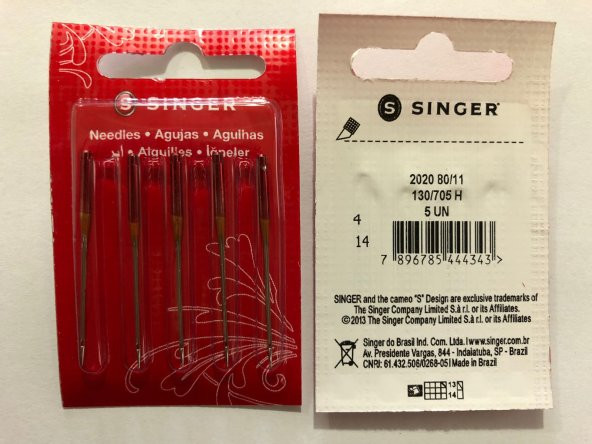 SINGER
Needles • Agujas • Agulhas
Aiguilles • İğneler
SINGER
2020 80/11
130/705 H
5 UN
4
14
7 896785 444343 >
SINGER and the cameo "S" Design are exclusive trademarks of
The Singer Company Limited S.à r.l. or its Affiliates.
©2013 The Singer Company Limited S.à r.l. or its Affiliates
Singer do Brasil Ind. Com. Ltda.|www.singer.com.br
Av. Presidente Vargas, 844 - Indaiatuba, SP - Brazil
CNPJ: 61.432.506/0268-05|Made in Brazil
13
14